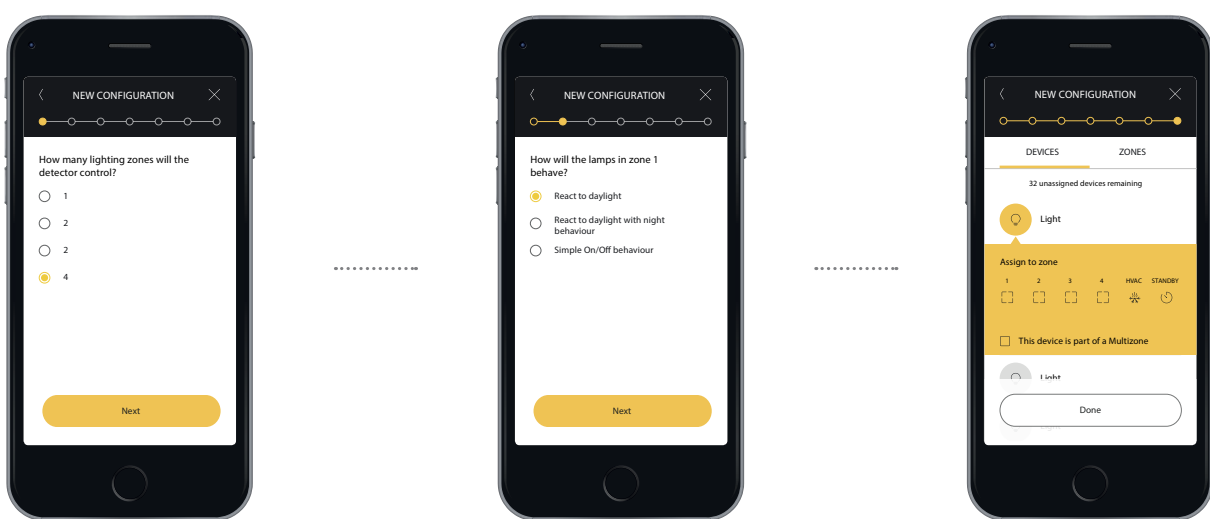 NEW CONFIGURATION
How many lighting zones will the
detector control?
1
2
2
4
Next
NEW CONFIGURATION
How will the lamps in zone 1
behave?
React to daylight
React to daylight with night
behaviour
Simple On/Off behaviour
Next
NEW CONFIGURATION
DEVICES ZONES
32 unassigned devices remaining
Light
Assign to zone
1 2 3 4 HVAC STANDBY
This device is part of a Multizone
Light
Done
Light